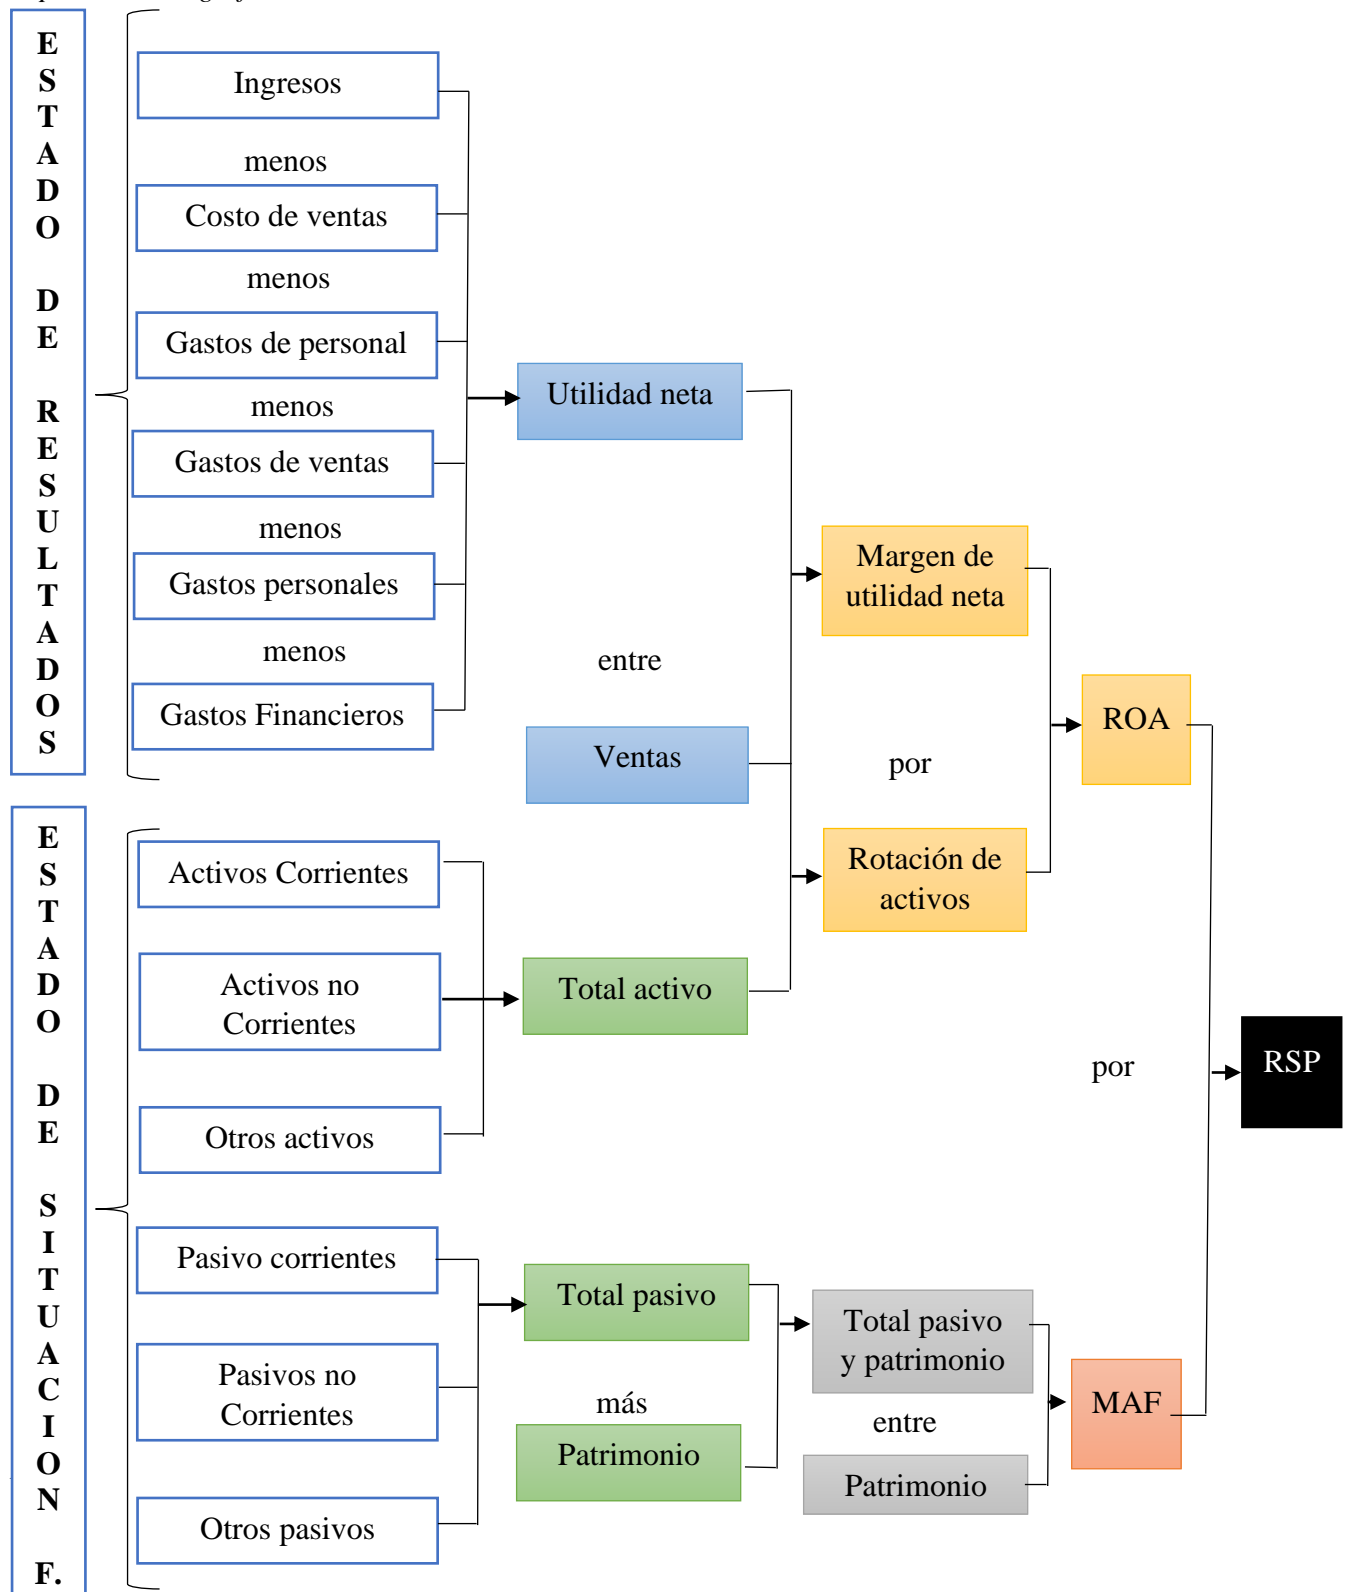 ESTADO DE RESULTADOS
Ingresos
menos
Costo de ventas
menos
Gastos de personal
menos
Gastos de ventas
menos
Gastos personales
menos
Gastos Financieros
Utilidad neta
entre
Ventas
Margen de
utilidad neta
por
Rotación de
activos
ROA
ESTADO DE SITUACION F.
Activos Corrientes
Activos no
Corrientes
Otros activos
Total activo
Pasivo corrientes
Pasivos no
Corrientes
Otros pasivos
Total pasivo
más
Patrimonio
Total pasivo
y patrimonio
entre
Patrimonio
MAF
por
RSP